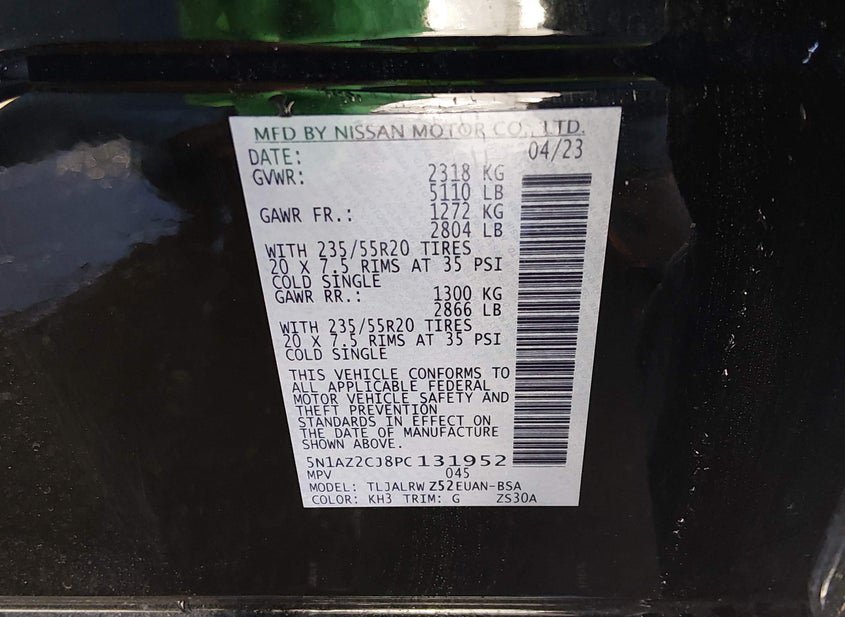 MFD BY NISSAN MOTOR CO., LTD.
DATE: 04/23
GVWR: 2318 KG
5110 LB
GAWR FR.: 1272 KG
2804 LB
WITH 235/55R20 TIRES
20 X 7.5 RIMS AT 35 PSI
COLD SINGLE
GAWR RR.: 1300 KG
2866 LB
WITH 235/55R20 TIRES
20 X 7.5 RIMS AT 35 PSI
COLD SINGLE
THIS VEHICLE CONFORMS TO
ALL APPLICABLE FEDERAL
MOTOR VEHICLE SAFETY AND
THEFT PREVENTION
STANDARDS IN EFFECT ON
THE DATE OF MANUFACTURE
SHOWN ABOVE.
5N1AZ2CJ8PC131952
MPV 045
MODEL: TLJALRW Z52EUAN-BSA
COLOR: KH3 TRIM: G ZS30A